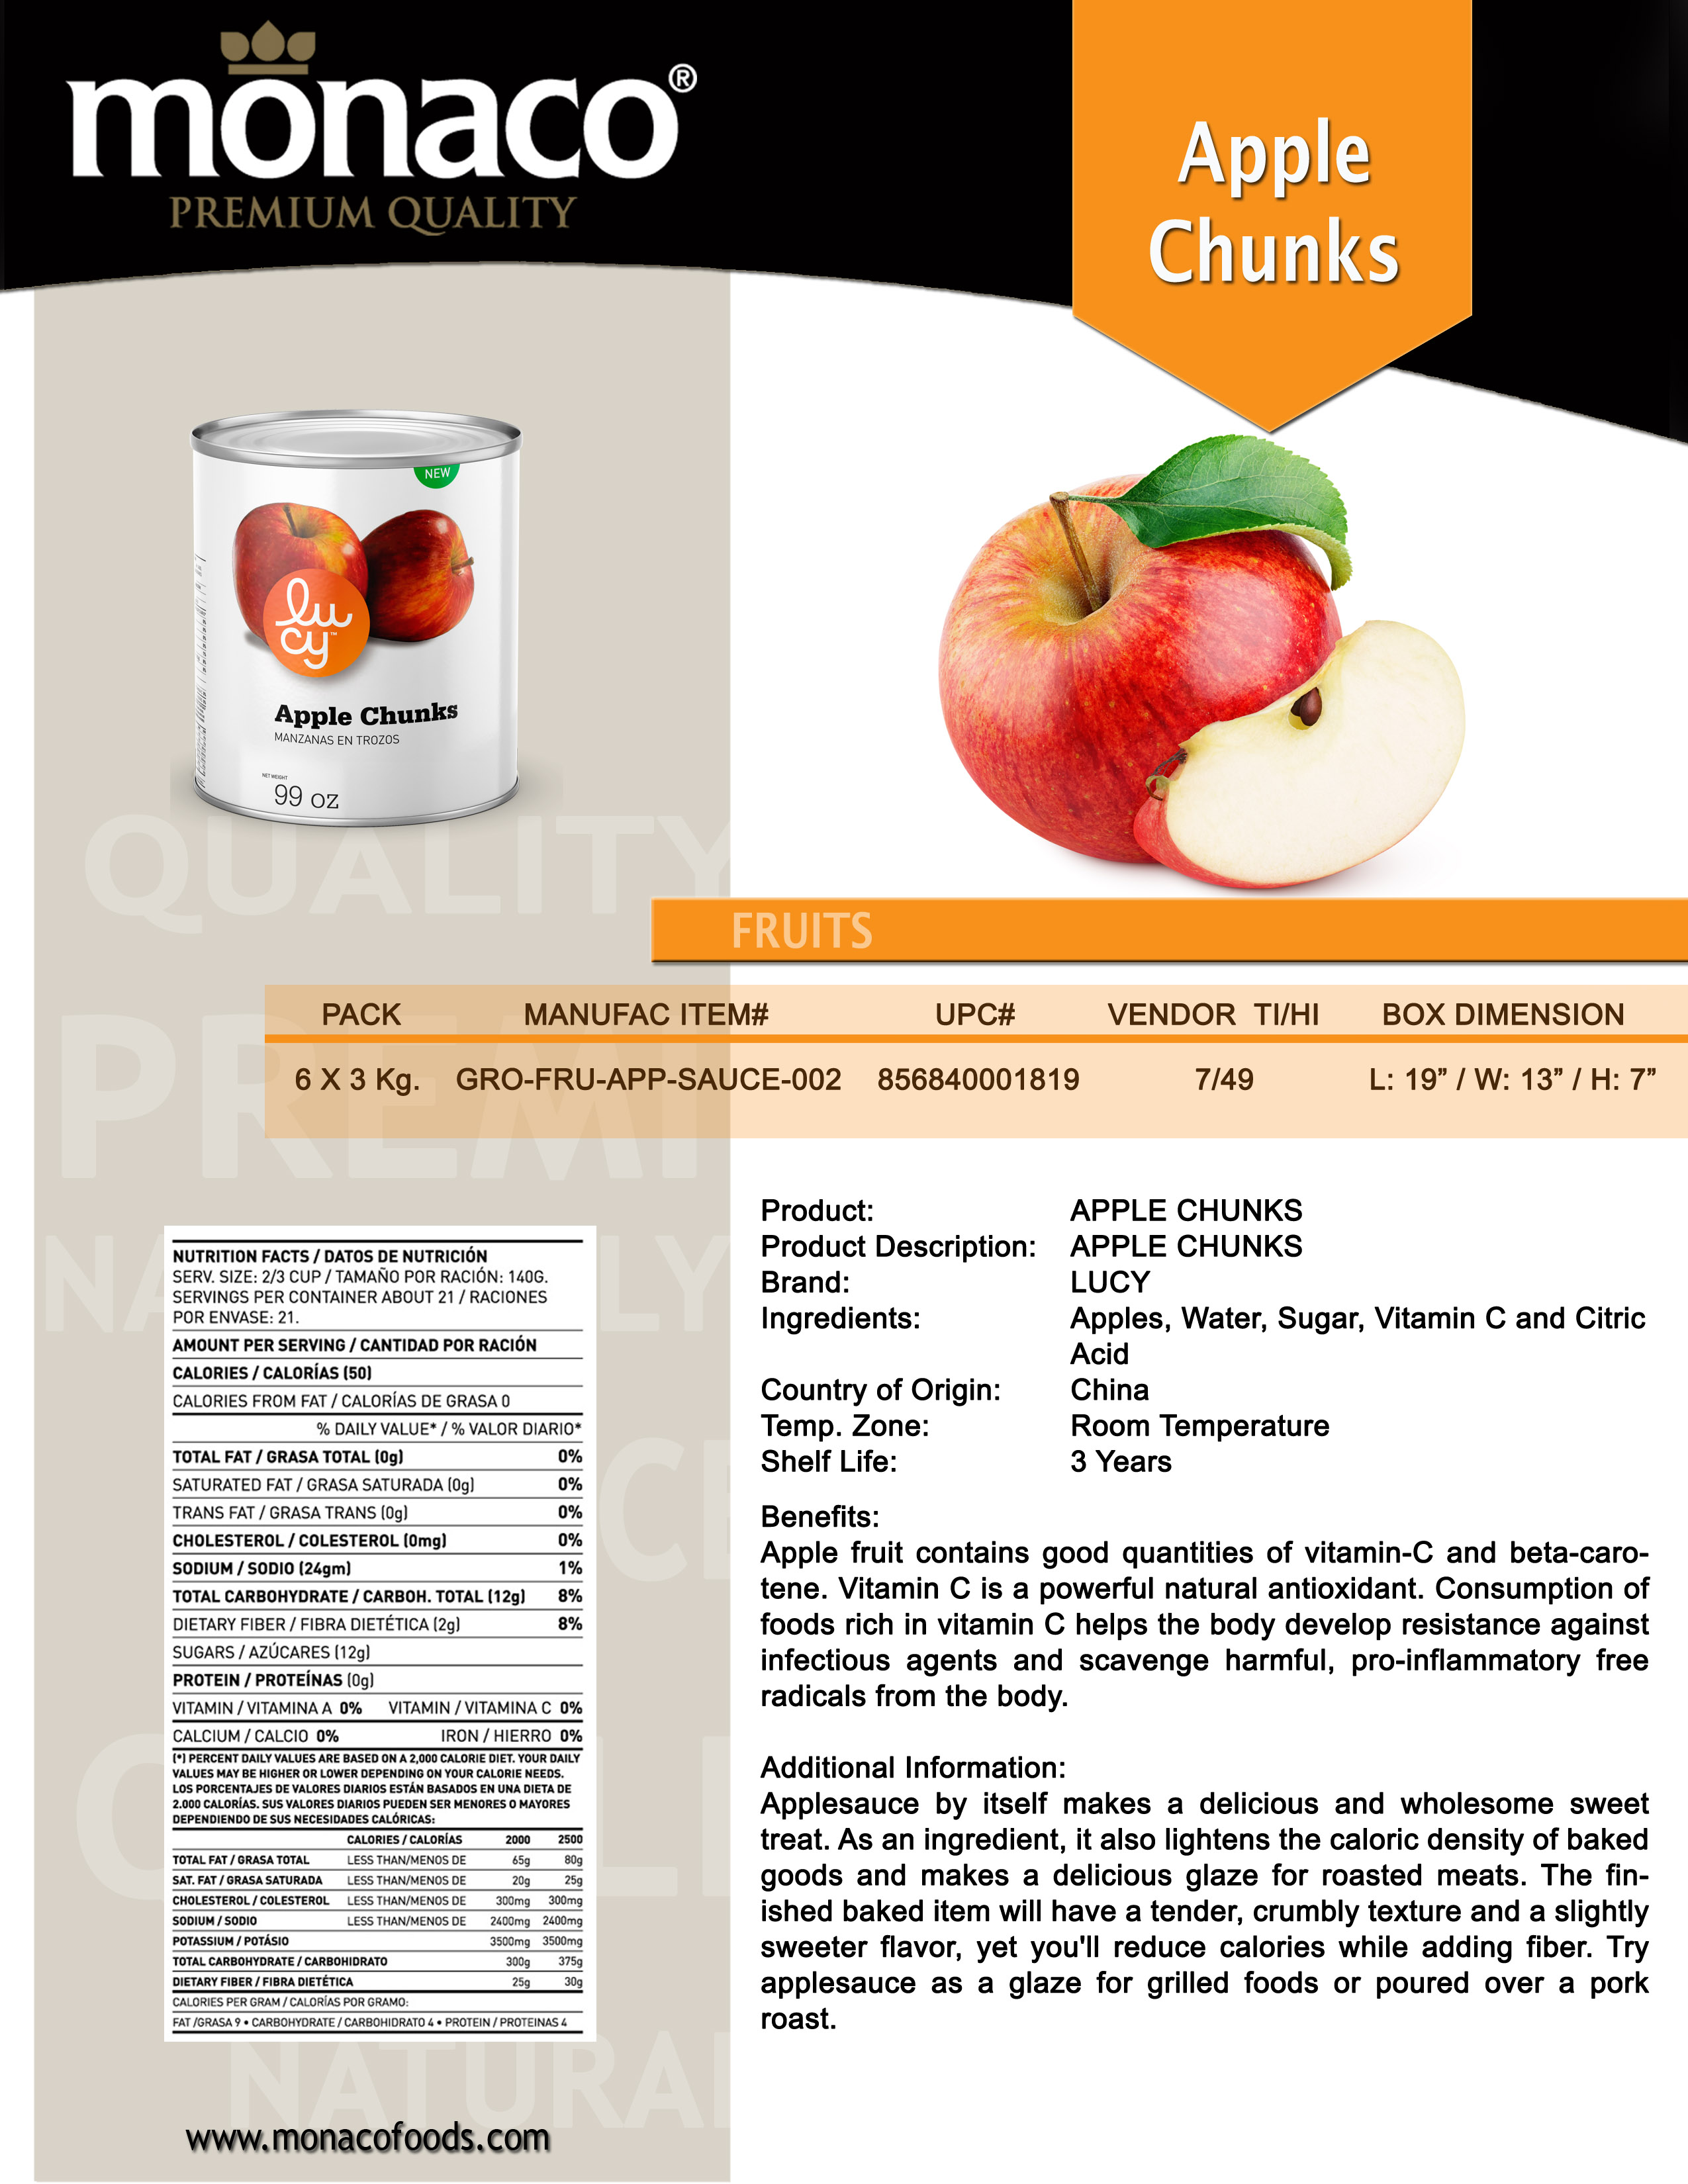 monaco®
PREMIUM QUALITY
Apple
Chunks
NEW
lu
cy™
Apple Chunks
MANZANAS EN TROZOS
NET WEIGHT
99 oz
QUALITY
FRUITS
PACK MANUFAC ITEM# UPC# VENDOR TI/HI BOX DIMENSION
6 X 3 Kg. GRO-FRU-APP-SAUCE-002 856840001819 7/49 L: 19” / W: 13” / H: 7”
PREMI
Product: APPLE CHUNKS
Product Description: APPLE CHUNKS
Brand: LUCY
Ingredients: Apples, Water, Sugar, Vitamin C and Citric
Acid
Country of Origin: China
Temp. Zone: Room Temperature
Shelf Life: 3 Years
Benefits:
Apple fruit contains good quantities of vitamin-C and beta-caro-
tene. Vitamin C is a powerful natural antioxidant. Consumption of
foods rich in vitamin C helps the body develop resistance against
infectious agents and scavenge harmful, pro-inflammatory free
radicals from the body.
Additional Information:
Applesauce by itself makes a delicious and wholesome sweet
treat. As an ingredient, it also lightens the caloric density of baked
goods and makes a delicious glaze for roasted meats. The fin-
ished baked item will have a tender, crumbly texture and a slightly
sweeter flavor, yet you'll reduce calories while adding fiber. Try
applesauce as a glaze for grilled foods or poured over a pork
roast.
NUTRITION FACTS / DATOS DE NUTRICIÓN
SERV. SIZE: 2/3 CUP / TAMAÑO POR RACIÓN: 140G.
SERVINGS PER CONTAINER ABOUT 21 / RACIONES
POR ENVASE: 21.
AMOUNT PER SERVING / CANTIDAD POR RACIÓN
CALORIES / CALORÍAS (50)
CALORIES FROM FAT / CALORÍAS DE GRASA 0
% DAILY VALUE* / % VALOR DIARIO*
TOTAL FAT / GRASA TOTAL (0g) 0%
SATURATED FAT / GRASA SATURADA (0g) 0%
TRANS FAT / GRASA TRANS (0g) 0%
CHOLESTEROL / COLESTEROL (0mg) 0%
SODIUM / SODIO (24gm) 1%
TOTAL CARBOHYDRATE / CARBOH. TOTAL (12g) 8%
DIETARY FIBER / FIBRA DIETÉTICA (2g) 8%
SUGARS / AZÚCARES (12g)
PROTEIN / PROTEÍNAS (0g)
VITAMIN / VITAMINA A 0% VITAMIN / VITAMINA C 0%
CALCIUM / CALCIO 0% IRON / HIERRO 0%
(*) PERCENT DAILY VALUES ARE BASED ON A 2,000 CALORIE DIET. YOUR DAILY
VALUES MAY BE HIGHER OR LOWER DEPENDING ON YOUR CALORIE NEEDS.
LOS PORCENTAJES DE VALORES DIARIOS ESTÁN BASADOS EN UNA DIETA DE
2.000 CALORÍAS. SUS VALORES DIARIOS PUEDEN SER MENORES O MAYORES
DEPENDIENDO DE SUS NECESIDADES CALÓRICAS:
CALORIES / CALORÍAS 2000 2500
TOTAL FAT / GRASA TOTAL LESS THAN/MENOS DE 65g 80g
SAT. FAT / GRASA SATURADA LESS THAN/MENOS DE 20g 25g
CHOLESTEROL / COLESTEROL LESS THAN/MENOS DE 300mg 300mg
SODIUM / SODIO LESS THAN/MENOS DE 2400mg 2400mg
POTASSIUM / POTÁSIO 3500mg 3500mg
TOTAL CARBOHYDRATE / CARBOHIDRATO 300g 375g
DIETARY FIBER / FIBRA DIETÉTICA 25g 30g
CALORIES PER GRAM / CALORÍAS POR GRAMO:
FAT /GRASA 9 • CARBOHYDRATE / CARBOHIDRATO 4 • PROTEIN / PROTEINAS 4
NATURAL
www.monacofoods.com